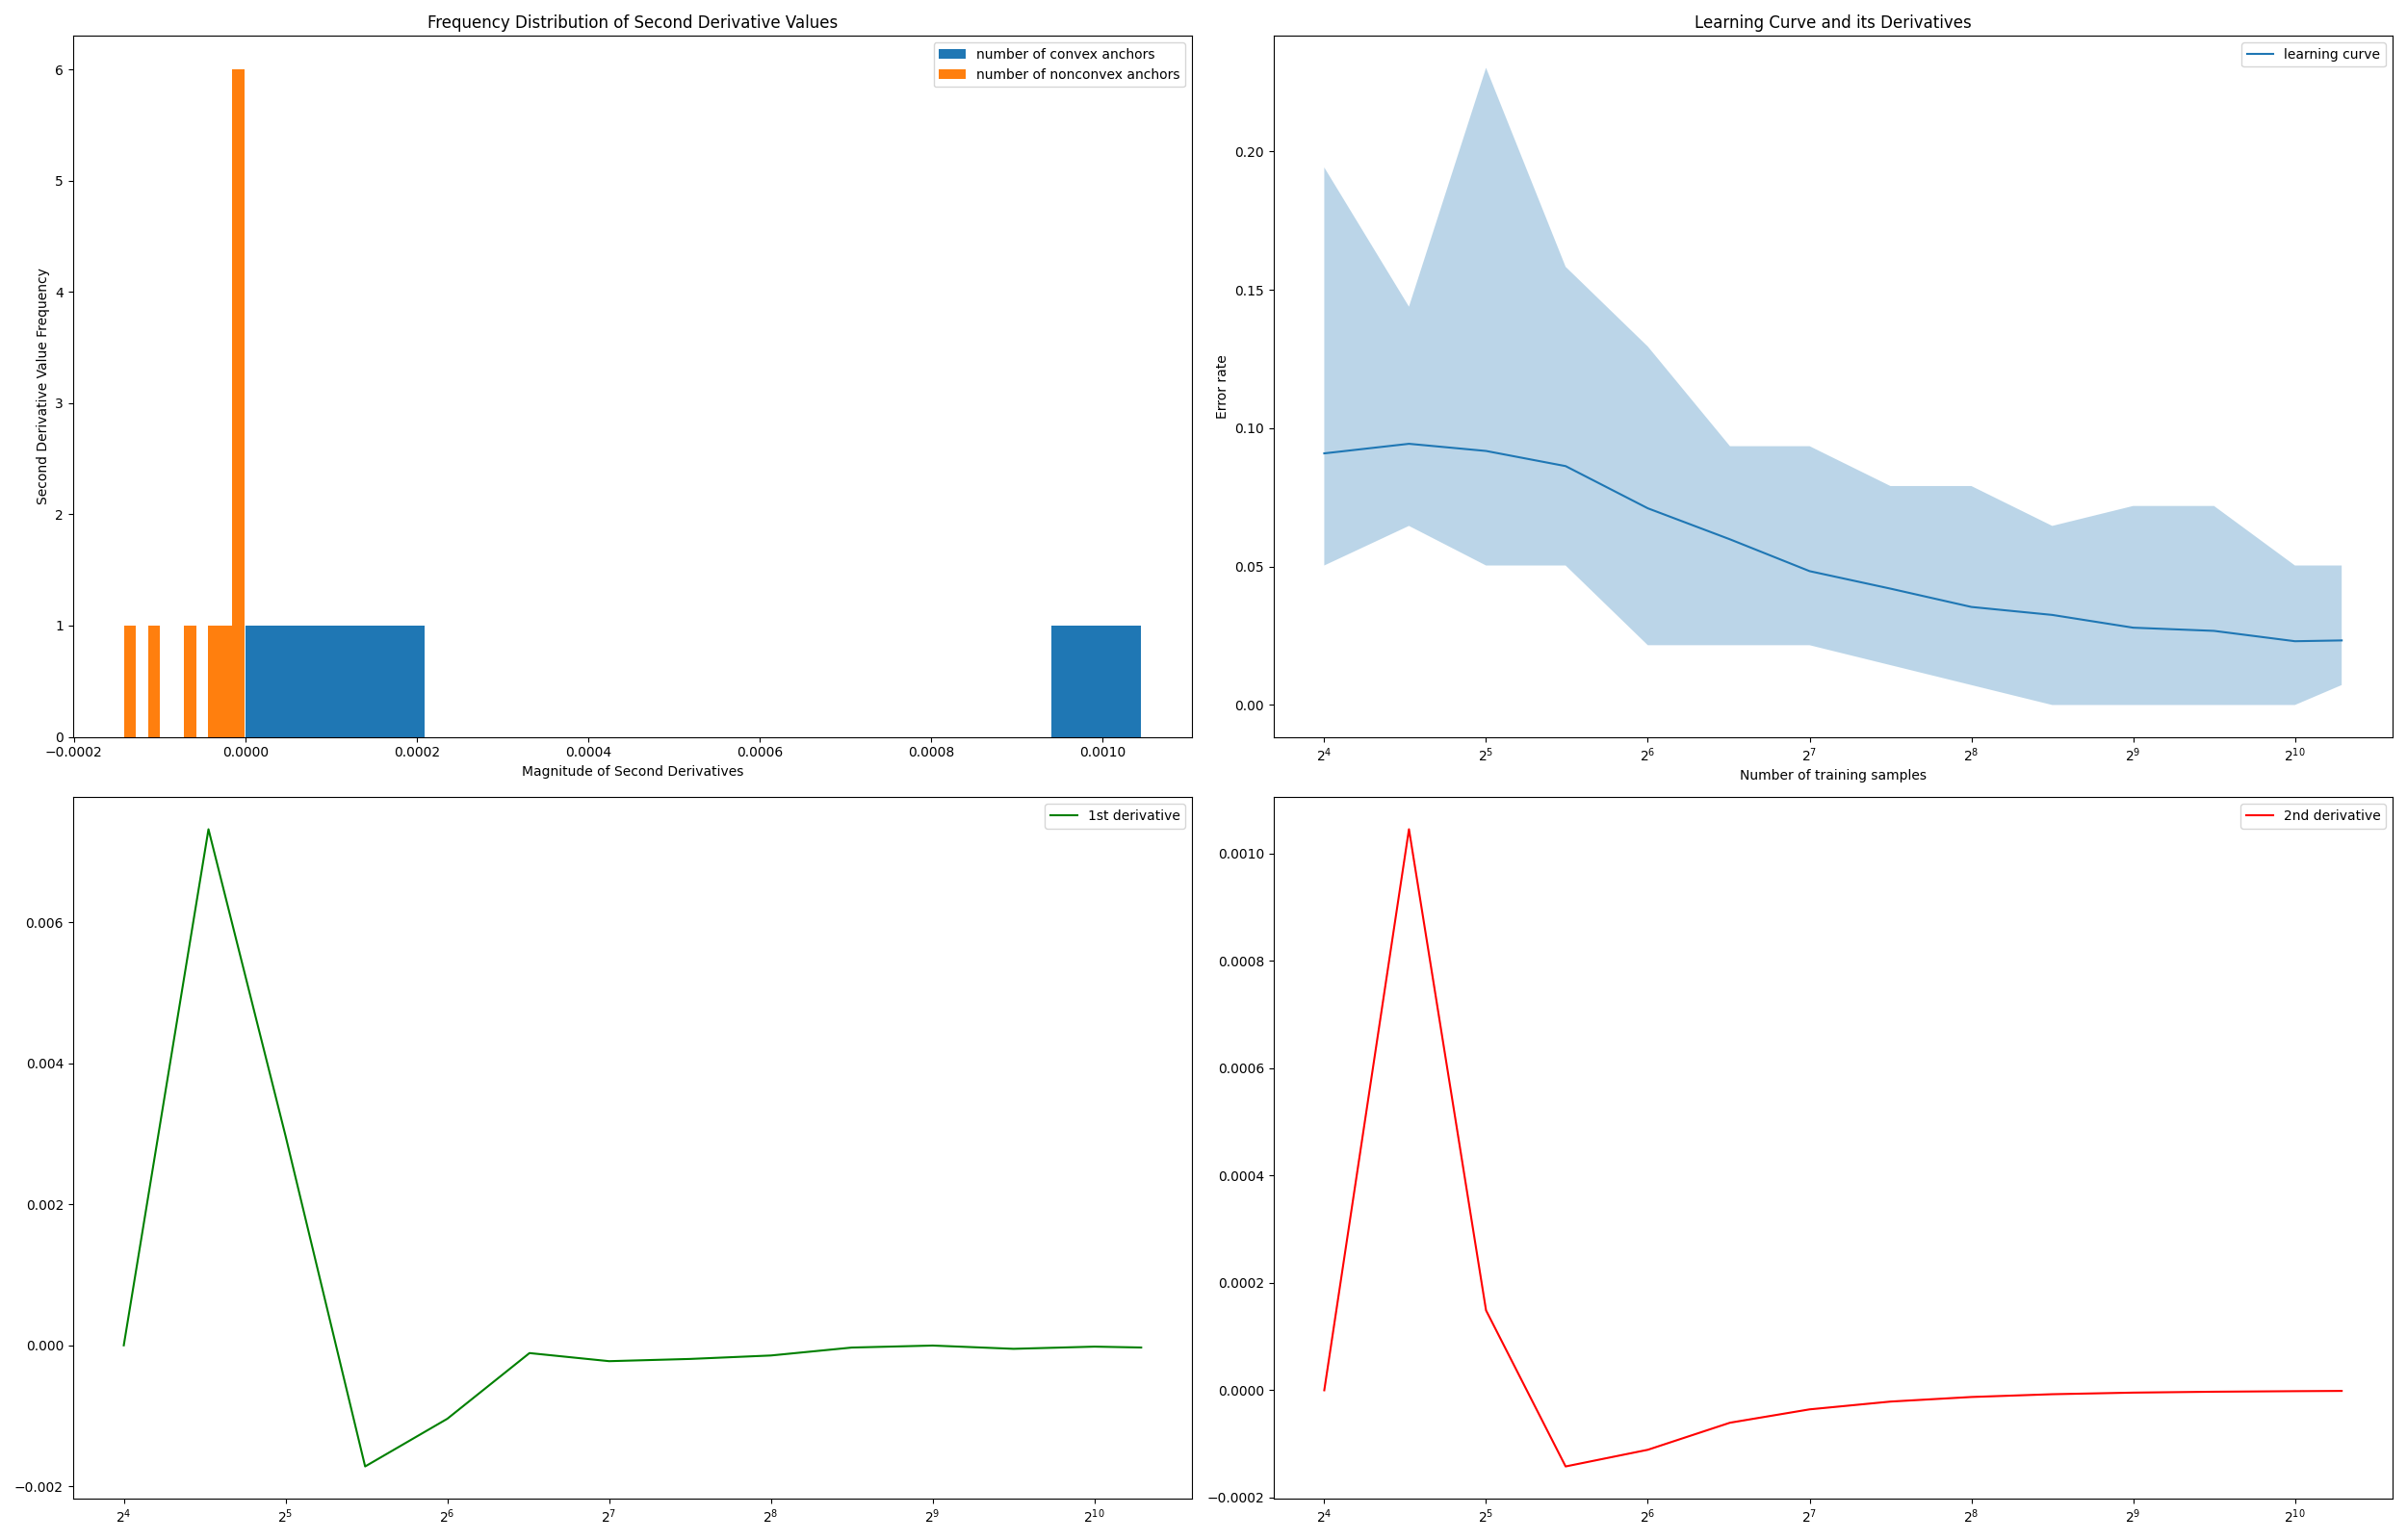 Frequency Distribution of Second Derivative Values
number of convex anchors
number of nonconvex anchors
Second Derivative Value Frequency
6
5
4
3
2
1
0
−0.0002 0.0000 0.0002 0.0004 0.0006 0.0008 0.0010
Magnitude of Second Derivatives
Learning Curve and its Derivatives
learning curve
Error rate
0.20
0.15
0.10
0.05
0.00
2⁴ 2⁵ 2⁶ 2⁷ 2⁸ 2⁹ 2¹⁰
Number of training samples
1st derivative
0.006
0.004
0.002
0.000
−0.002
2⁴ 2⁵ 2⁶ 2⁷ 2⁸ 2⁹ 2¹⁰
2nd derivative
0.0010
0.0008
0.0006
0.0004
0.0002
0.0000
−0.0002
2⁴ 2⁵ 2⁶ 2⁷ 2⁸ 2⁹ 2¹⁰